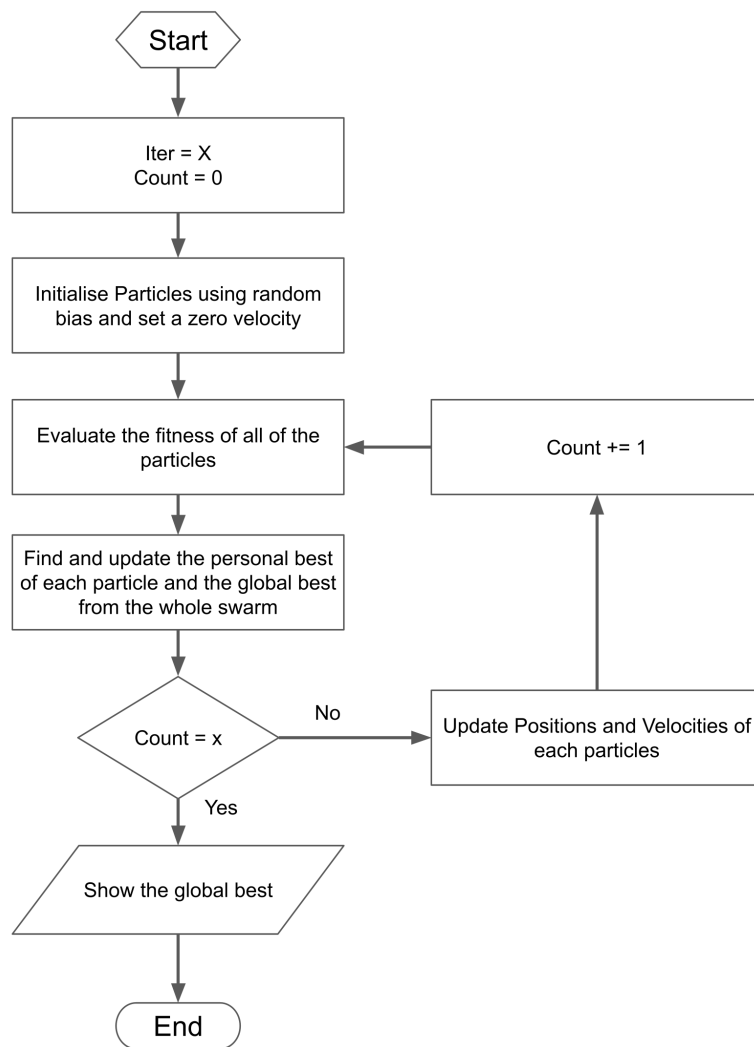 Start
Iter = X
Count = 0
Initialise Particles using random
bias and set a zero velocity
Evaluate the fitness of all of the
particles
Count += 1
Find and update the personal best
of each particle and the global best
from the whole swarm
Count = x
No
Update Positions and Velocities of
each particles
Yes
Show the global best
End